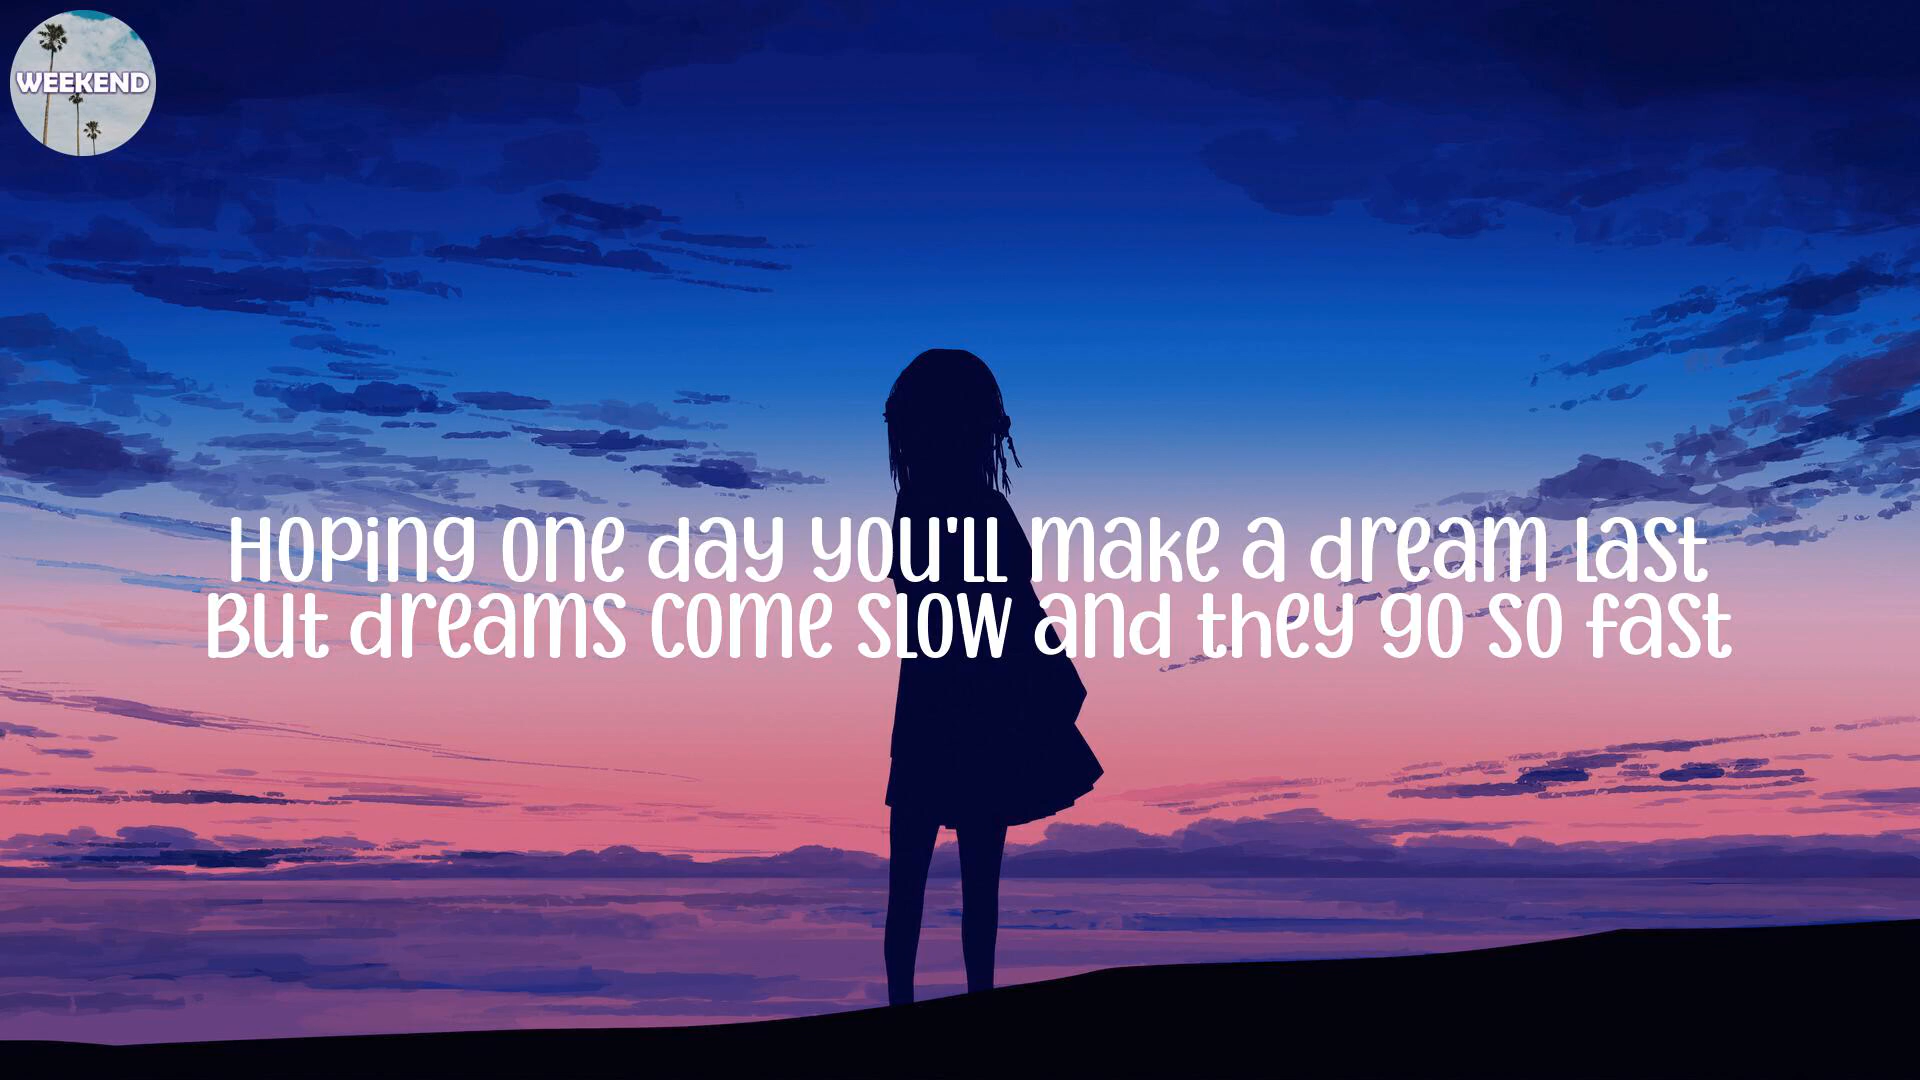 WEEKEND
Hoping one day you'll make a dream last
But dreams come slow and they go so fast